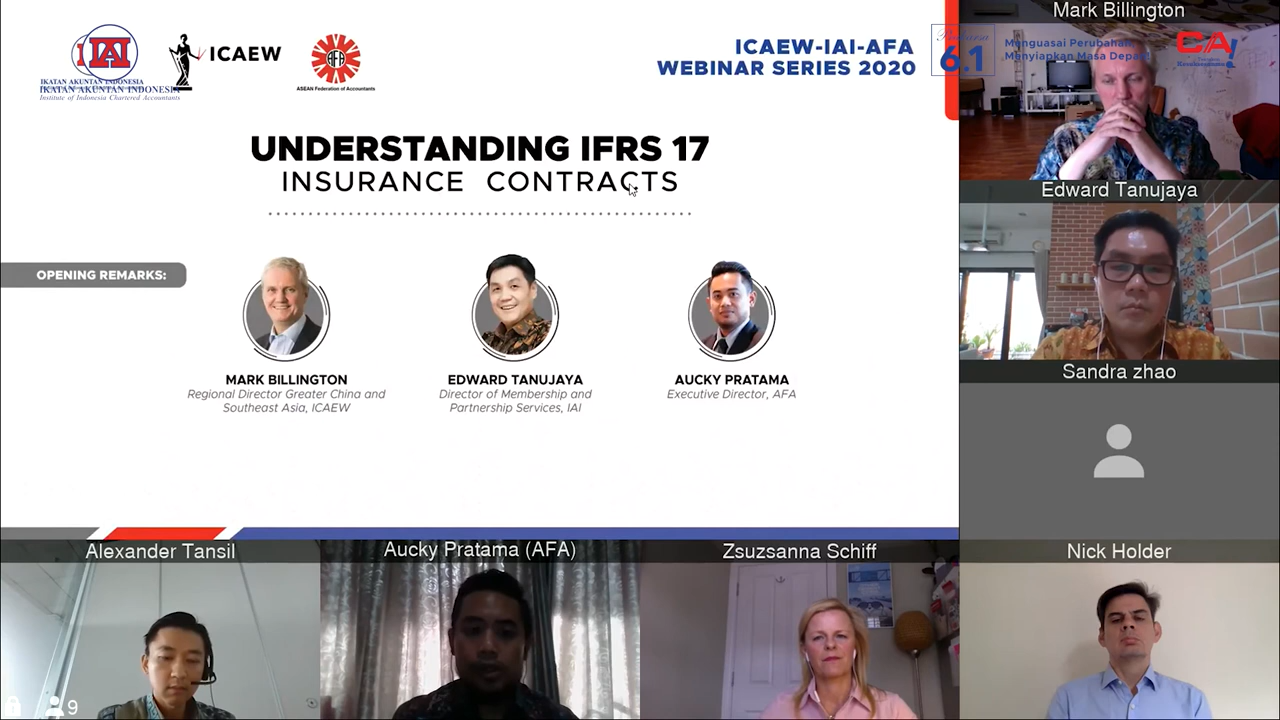 IAI
IKATAN AKUNTAN INDONESIA
IKATAN AKUNTAN INDONESIA
Institute of Indonesia Chartered Accountants
ICAEW
AFA
ASEAN Federation of Accountants
ICAEW-IAI-AFA
WEBINAR SERIES 2020
6.1
Menguasai Perubahan,
Menyiapkan Masa Depan!
CA!
Mark Billington
UNDERSTANDING IFRS 17
INSURANCE CONTRACTS
Edward Tanujaya
OPENING REMARKS:
MARK BILLINGTON
Regional Director Greater China and
Southeast Asia, ICAEW
EDWARD TANUJAYA
Director of Membership and
Partnership Services, IAI
AUCKY PRATAMA
Executive Director, AFA
Sandra zhao
Alexander Tansil
Aucky Pratama (AFA)
Zsuzsanna Schiff
Nick Holder
9